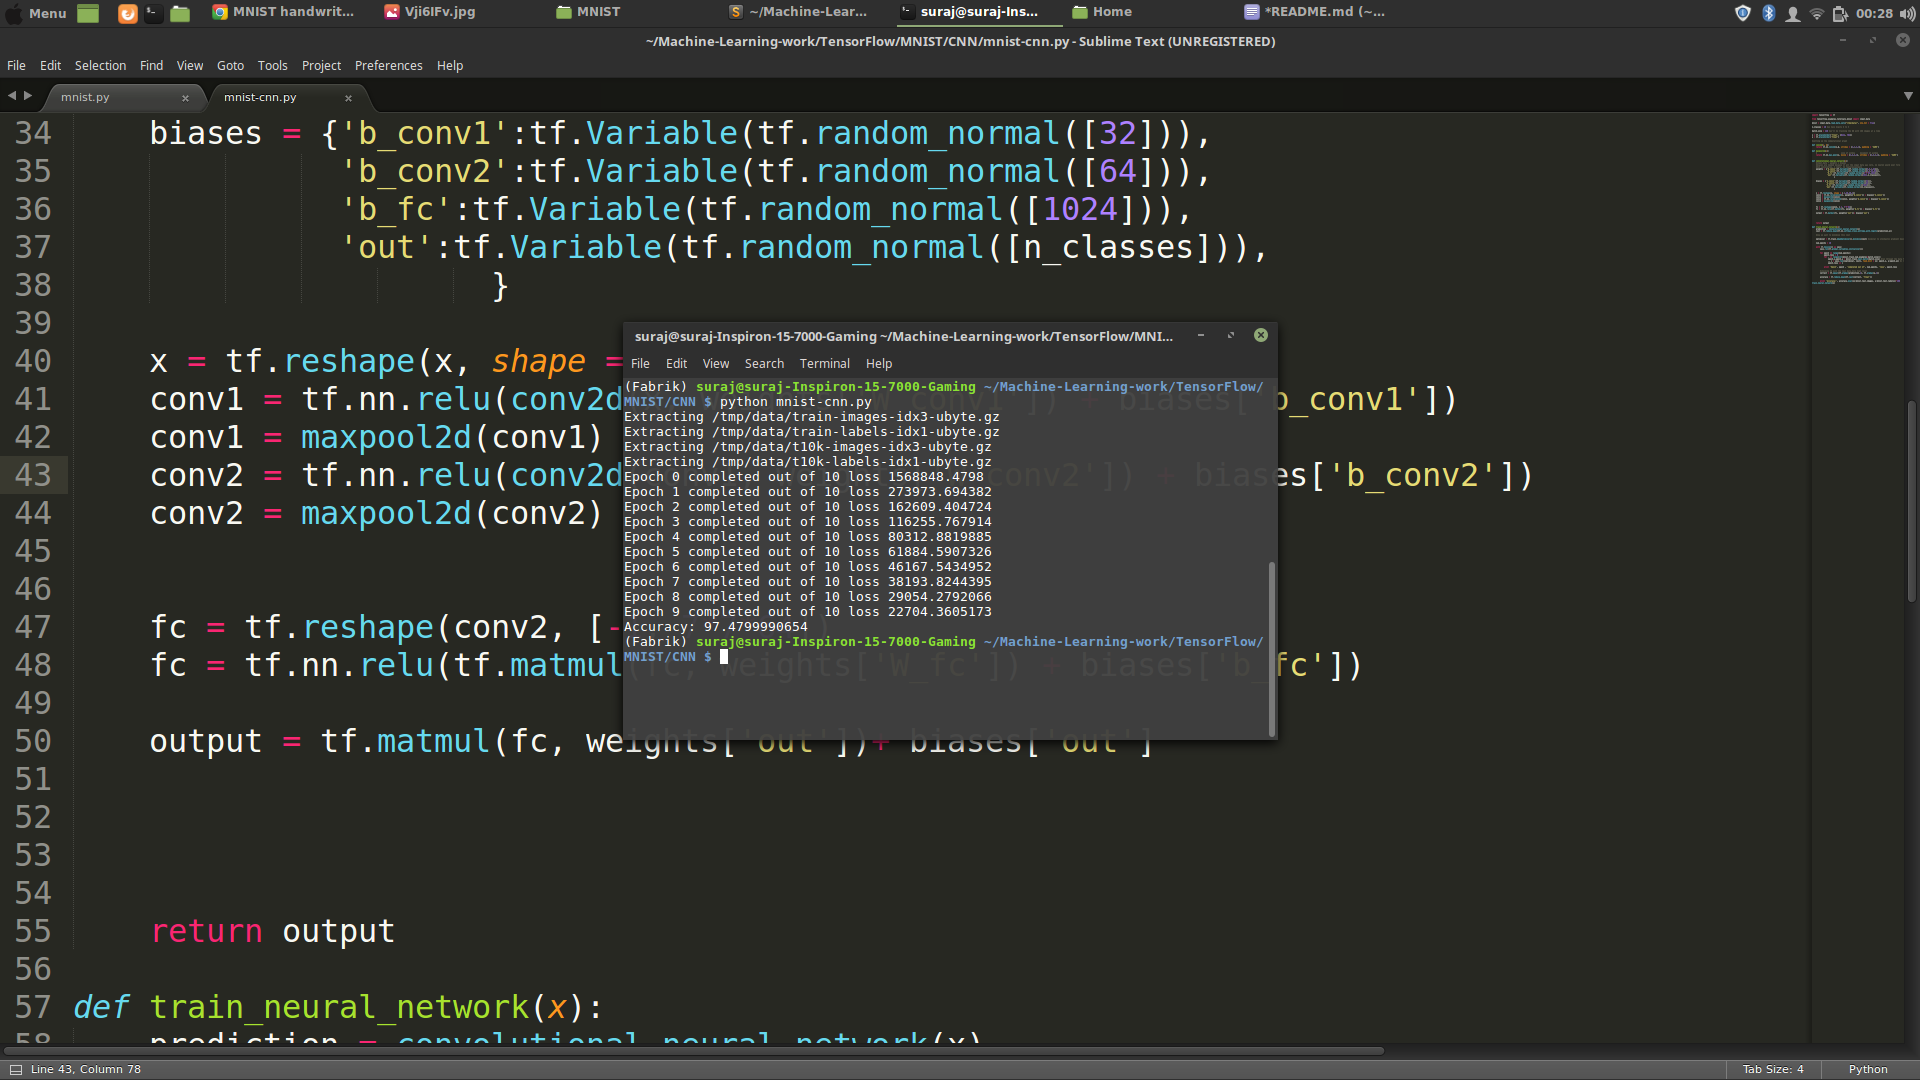 Menu MNIST handwrit... Vji6IFv.jpg MNIST ~/Machine-Lear... suraj@suraj-Ins... Home *README.md (~... 00:28
~/Machine-Learning-work/TensorFlow/MNIST/CNN/mnist-cnn.py - Sublime Text (UNREGISTERED)
File Edit Selection Find View Goto Tools Project Preferences Help
mnist.py mnist-cnn.py
34 biases = {'b_conv1':tf.Variable(tf.random_normal([32])),
35 'b_conv2':tf.Variable(tf.random_normal([64])),
36 'b_fc':tf.Variable(tf.random_normal([1024])),
37 'out':tf.Variable(tf.random_normal([n_classes])),
38 }
39
40 x = tf.reshape(x, shape =
41 conv1 = tf.nn.relu(conv2d biases['b_conv1'])
42 conv1 = maxpool2d(conv1)
43 conv2 = tf.nn.relu(conv2d conv2']) + biases['b_conv2'])
44 conv2 = maxpool2d(conv2)
45
46
47 fc = tf.reshape(conv2, [-
48 fc = tf.nn.relu(tf.matmul(fc, weights['W_fc']) + biases['b_fc'])
49
50 output = tf.matmul(fc, weights['out'])+ biases['out']
51
52
53
54
55 return output
56
57 def train_neural_network(x):
58 prediction = convolutional_neural_network(x)
suraj@suraj-Inspiron-15-7000-Gaming ~/Machine-Learning-work/TensorFlow/MNI...
File Edit View Search Terminal Help
(Fabrik) suraj@suraj-Inspiron-15-7000-Gaming ~/Machine-Learning-work/TensorFlow/
MNIST/CNN $ python mnist-cnn.py
Extracting /tmp/data/train-images-idx3-ubyte.gz
Extracting /tmp/data/train-labels-idx1-ubyte.gz
Extracting /tmp/data/t10k-images-idx3-ubyte.gz
Extracting /tmp/data/t10k-labels-idx1-ubyte.gz
Epoch 0 completed out of 10 loss 1568848.4798
Epoch 1 completed out of 10 loss 273973.694382
Epoch 2 completed out of 10 loss 162609.404724
Epoch 3 completed out of 10 loss 116255.767914
Epoch 4 completed out of 10 loss 80312.8819885
Epoch 5 completed out of 10 loss 61884.5907326
Epoch 6 completed out of 10 loss 46167.5434952
Epoch 7 completed out of 10 loss 38193.8244395
Epoch 8 completed out of 10 loss 29054.2792066
Epoch 9 completed out of 10 loss 22704.3605173
Accuracy: 97.4799990654
(Fabrik) suraj@suraj-Inspiron-15-7000-Gaming ~/Machine-Learning-work/TensorFlow/
MNIST/CNN $
Line 43, Column 78 Tab Size: 4 Python